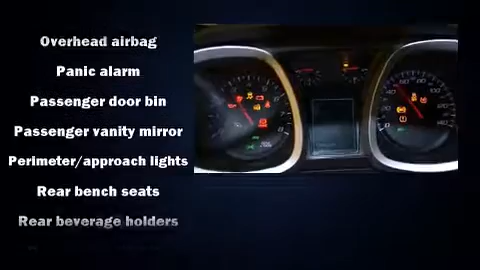 Overhead airbag
Panic alarm
Passenger door bin
Passenger vanity mirror
Perimeter/approach lights
Rear bench seats
Rear beverage holders